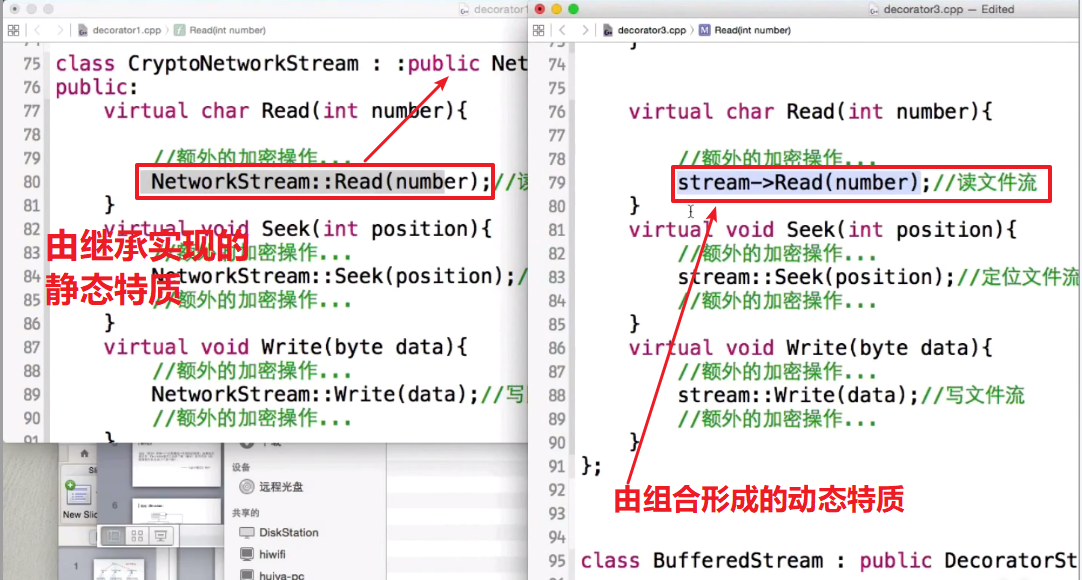 decorator1
decorator1.cpp 〉 Read(int number)
75 class CryptoNetworkStream : :public Net
76 public:
77 virtual char Read(int number){
78
79 //额外的加密操作...
80 NetworkStream::Read(number);//读
81 }
82 virtual void Seek(int position){
83 //额外的加密操作...
84 NetworkStream::Seek(position);/
85 //额外的加密操作...
86 }
87 virtual void Write(byte data){
88 //额外的加密操作...
89 NetworkStream::Write(data);//写
90 //额外的加密操作...
91 }
由继承实现的
静态特质
Sli
New Slid
6
1
设备
远程光盘
共享的
DiskStation
hiwifi
huiya-pc
decorator3.cpp — Edited
decorator3.cpp 〉 M Read(int number)
73 }
74
75
76 virtual char Read(int number){
77
78 //额外的加密操作...
79 stream->Read(number);//读文件流
80 }
81 virtual void Seek(int position){
82 //额外的加密操作...
83 stream::Seek(position);//定位文件流
84 //额外的加密操作...
85 }
86 virtual void Write(byte data){
87 //额外的加密操作...
88 stream::Write(data);//写文件流
89 //额外的加密操作...
90 }
91 };
92
93
94
95 class BufferedStream : public DecoratorSt
由组合形成的动态特质